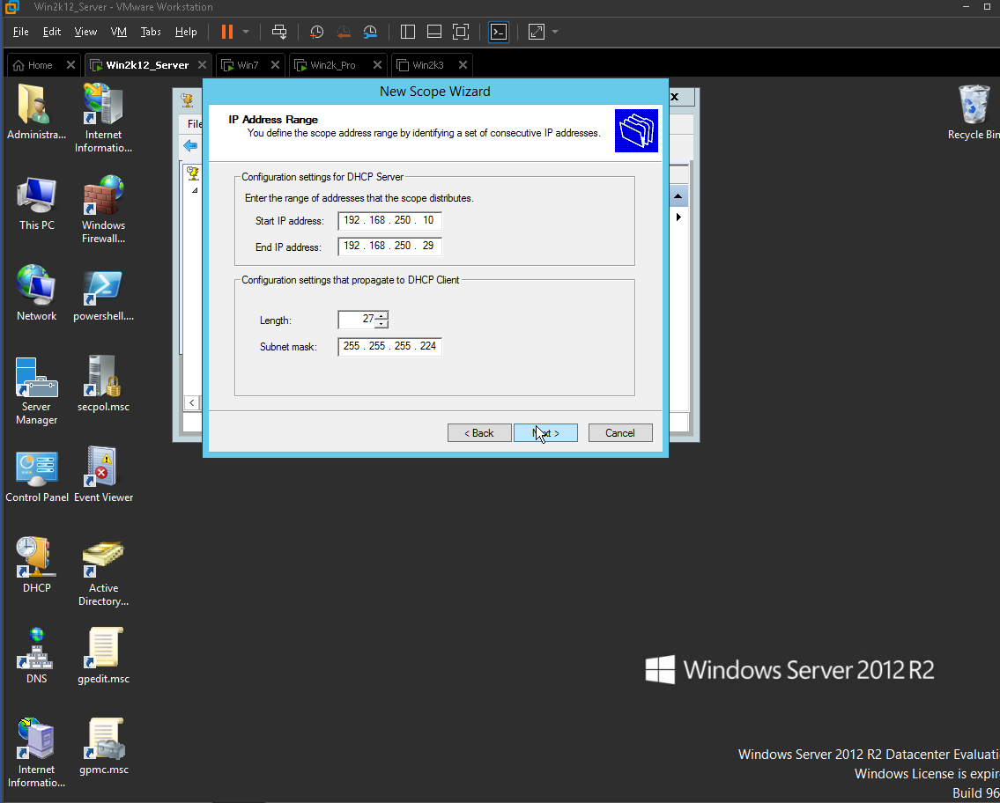 Win2k12_Server - VMware Workstation
File Edit View VM Tabs Help
Home Win2k12_Server Win7 Win2k_Pro Win2k3
Administra...
Internet
Informatio...
This PC
Windows
Firewall...
Network
powershell....
Server
Manager
secpol.msc
Control Panel
Event Viewer
DHCP
Active
Directory...
DNS
gpedit.msc
Internet
Informatio...
gpmc.msc
File
New Scope Wizard
IP Address Range
You define the scope address range by identifying a set of consecutive IP addresses.
Configuration settings for DHCP Server
Enter the range of addresses that the scope distributes.
Start IP address: 192 . 168 . 250 . 10
End IP address: 192 . 168 . 250 . 29
Configuration settings that propagate to DHCP Client
Length: 27
Subnet mask: 255 . 255 . 255 . 224
< Back Next > Cancel
Recycle Bin
Windows Server 2012 R2
Windows Server 2012 R2 Datacenter Evaluati
Windows License is expir
Build 96